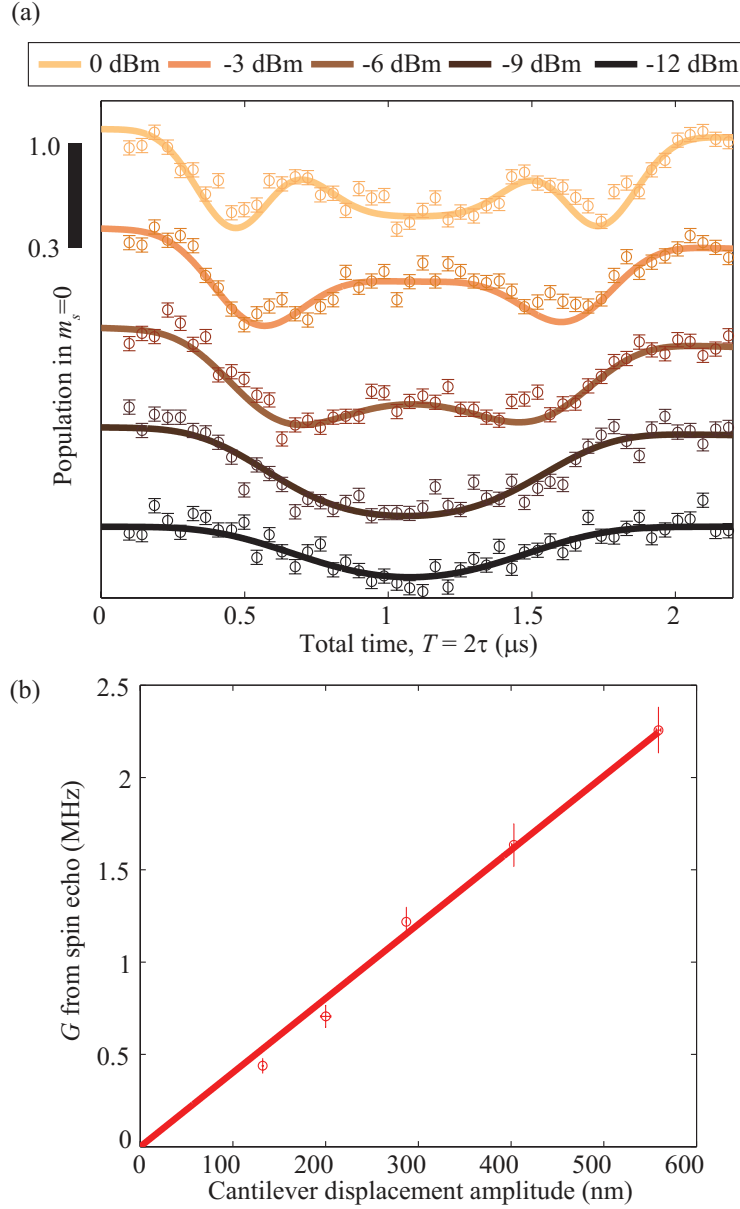 (a)
0 dBm -3 dBm -6 dBm -9 dBm -12 dBm
1.0
0.3
Population in mₛ=0
0 0.5 1 1.5 2
Total time, T = 2τ (μs)
(b)
2.5
2
1.5
1
0.5
0
G from spin echo (MHz)
0 100 200 300 400 500 600
Cantilever displacement amplitude (nm)